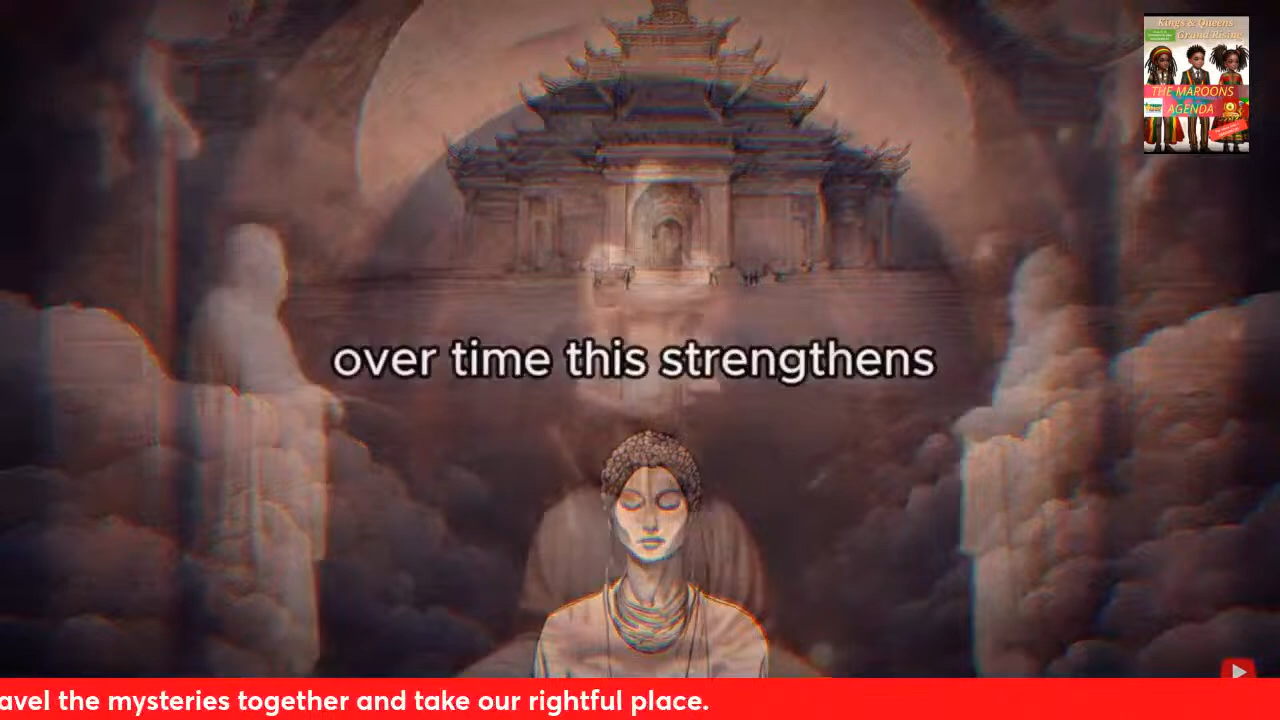 Kings & Queens
Grand Rising
THE MAROONS
AGENDA
over time this strengthens
avel the mysteries together and take our rightful place.